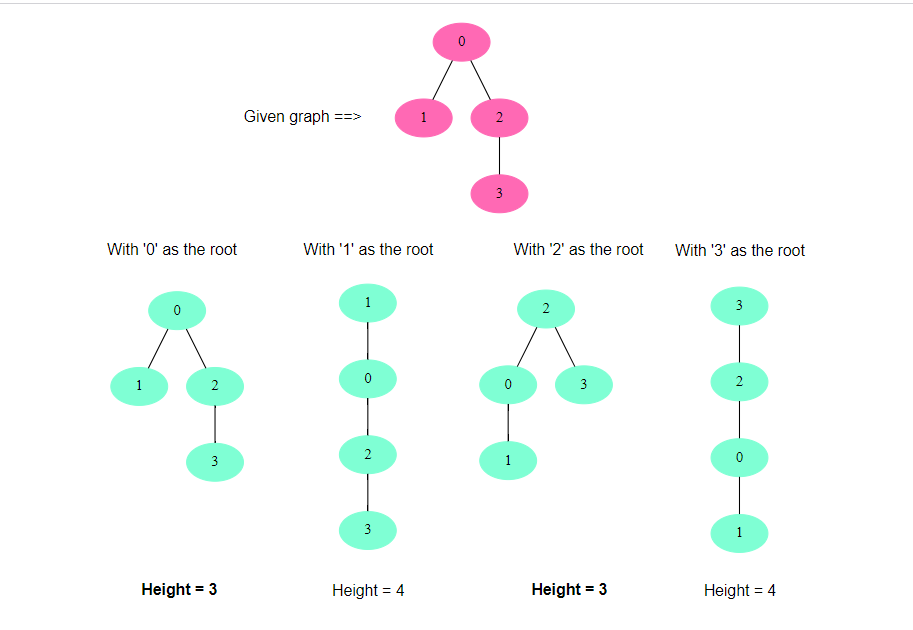 0
Given graph ==>
1 2
3
With '0' as the root With '1' as the root With '2' as the root With '3' as the root
0 1 2 3
1 2 0 0 3 2
3 2 1 0
3 1
Height = 3 Height = 4 Height = 3 Height = 4